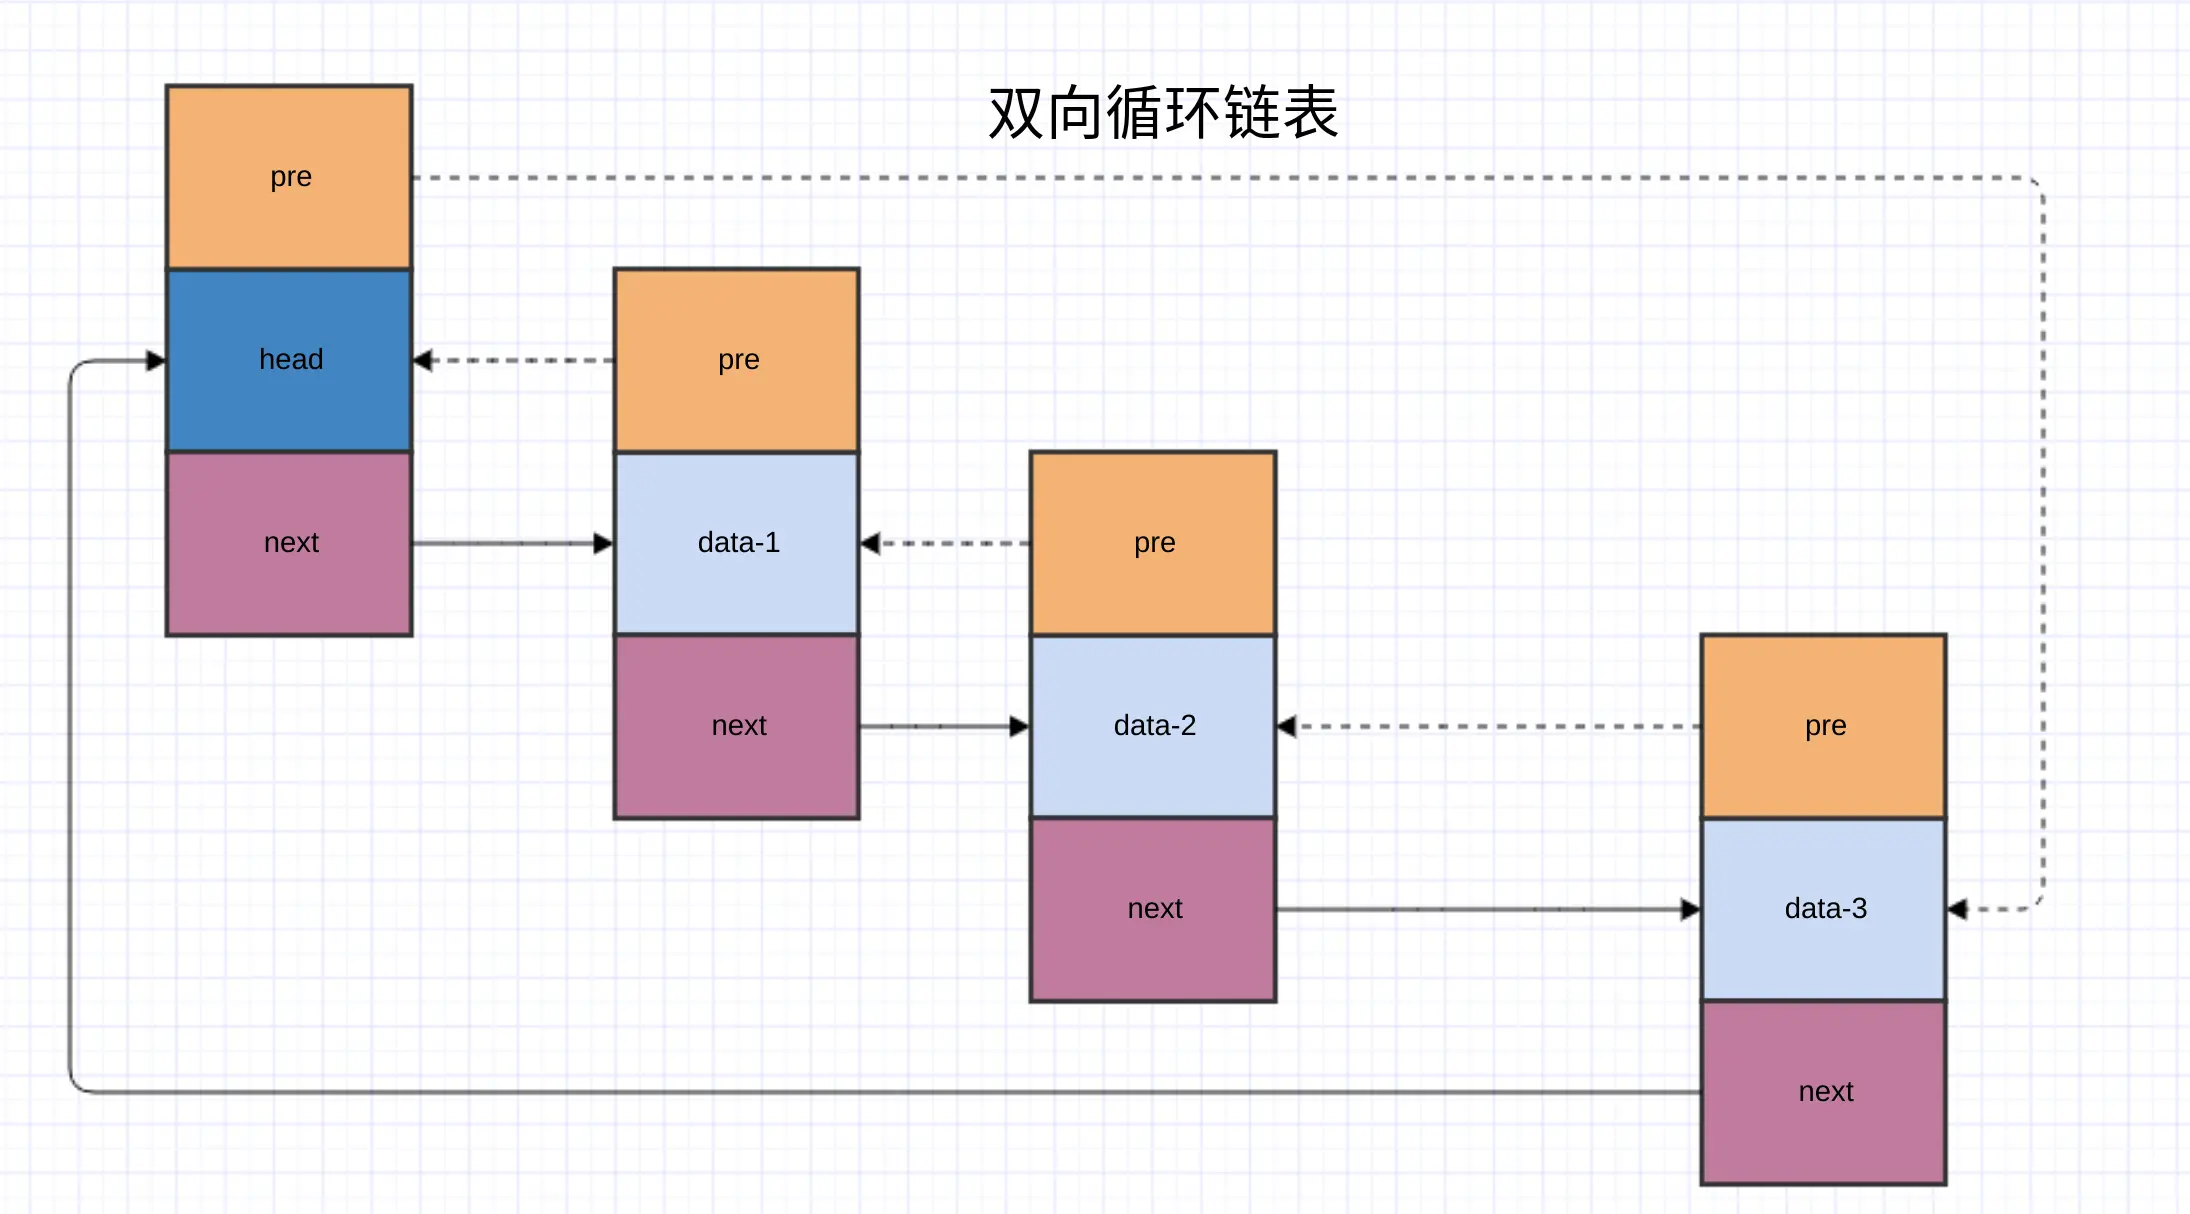 双向循环链表
pre
head
next
pre
data-1
next
pre
data-2
next
pre
data-3
next